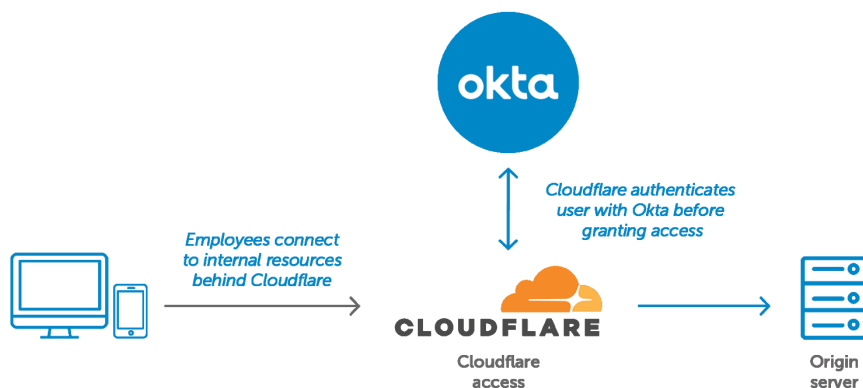 okta
Cloudflare authenticates
user with Okta before
granting access
Employees connect
to internal resources
behind Cloudflare
CLOUDFLARE
Cloudflare
access
Origin
server